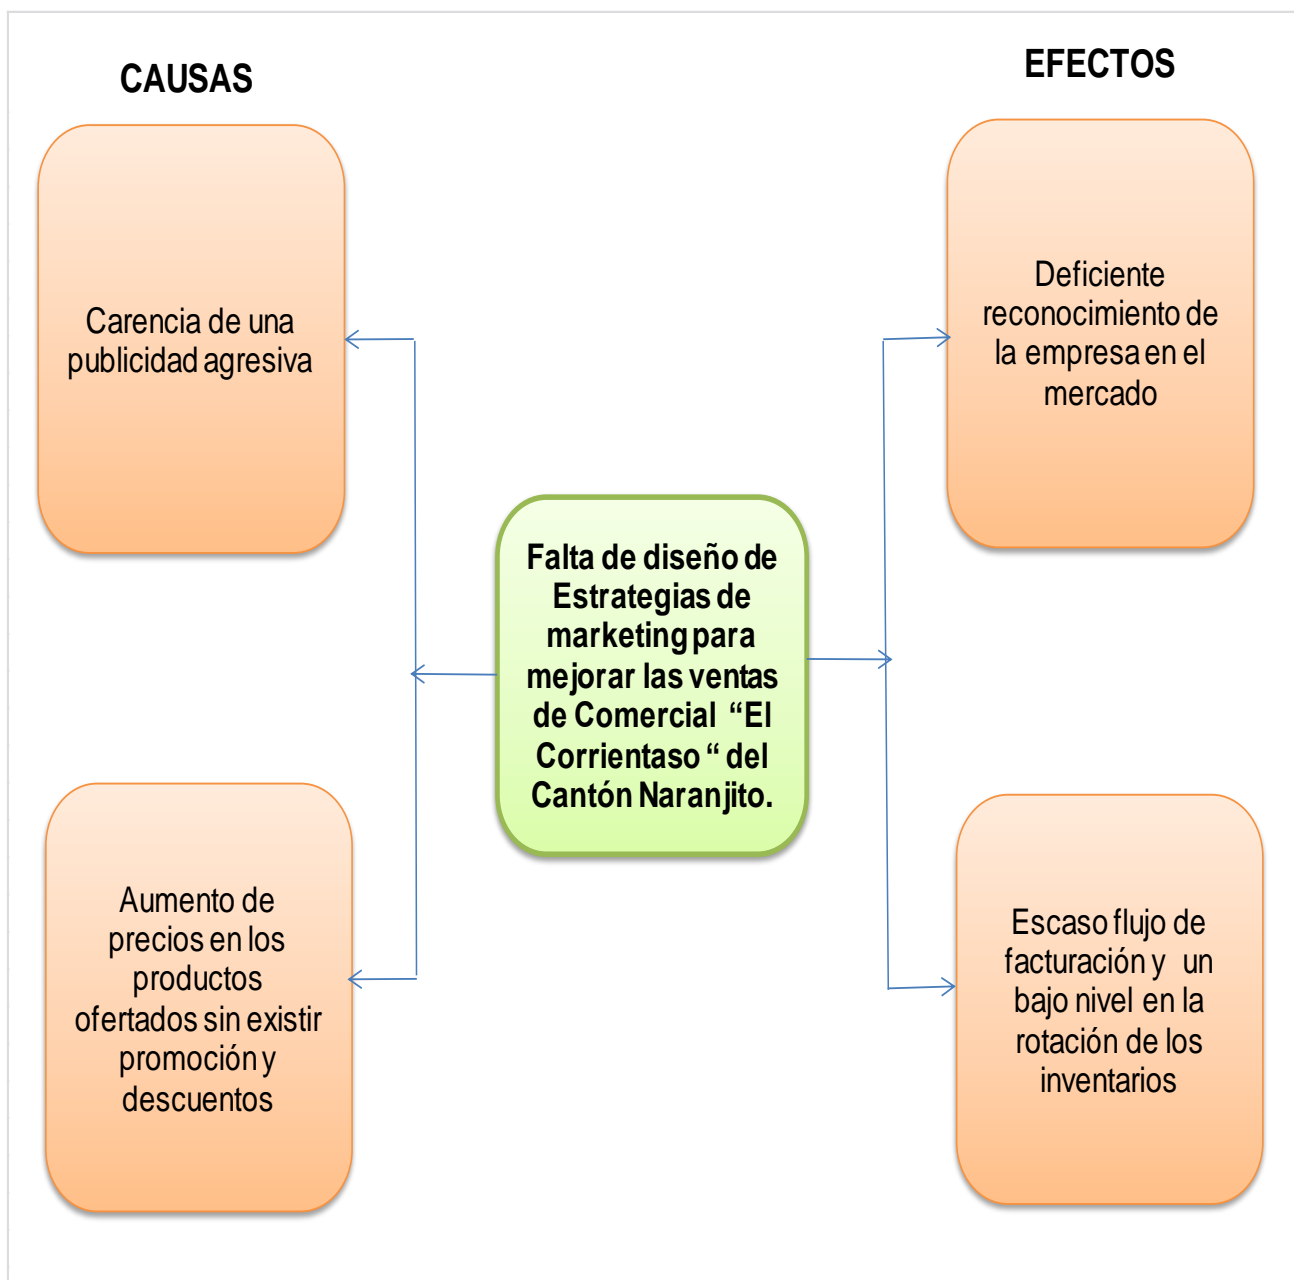 CAUSAS
Carencia de una
publicidad agresiva
Aumento de
precios en los
productos
ofertados sin existir
promoción y
descuentos
Falta de diseño de
Estrategias de
marketing para
mejorar las ventas
de Comercial “El
Corrientaso “ del
Cantón Naranjito.
EFECTOS
Deficiente
reconocimiento de
la empresa en el
mercado
Escaso flujo de
facturación y un
bajo nivel en la
rotación de los
inventarios